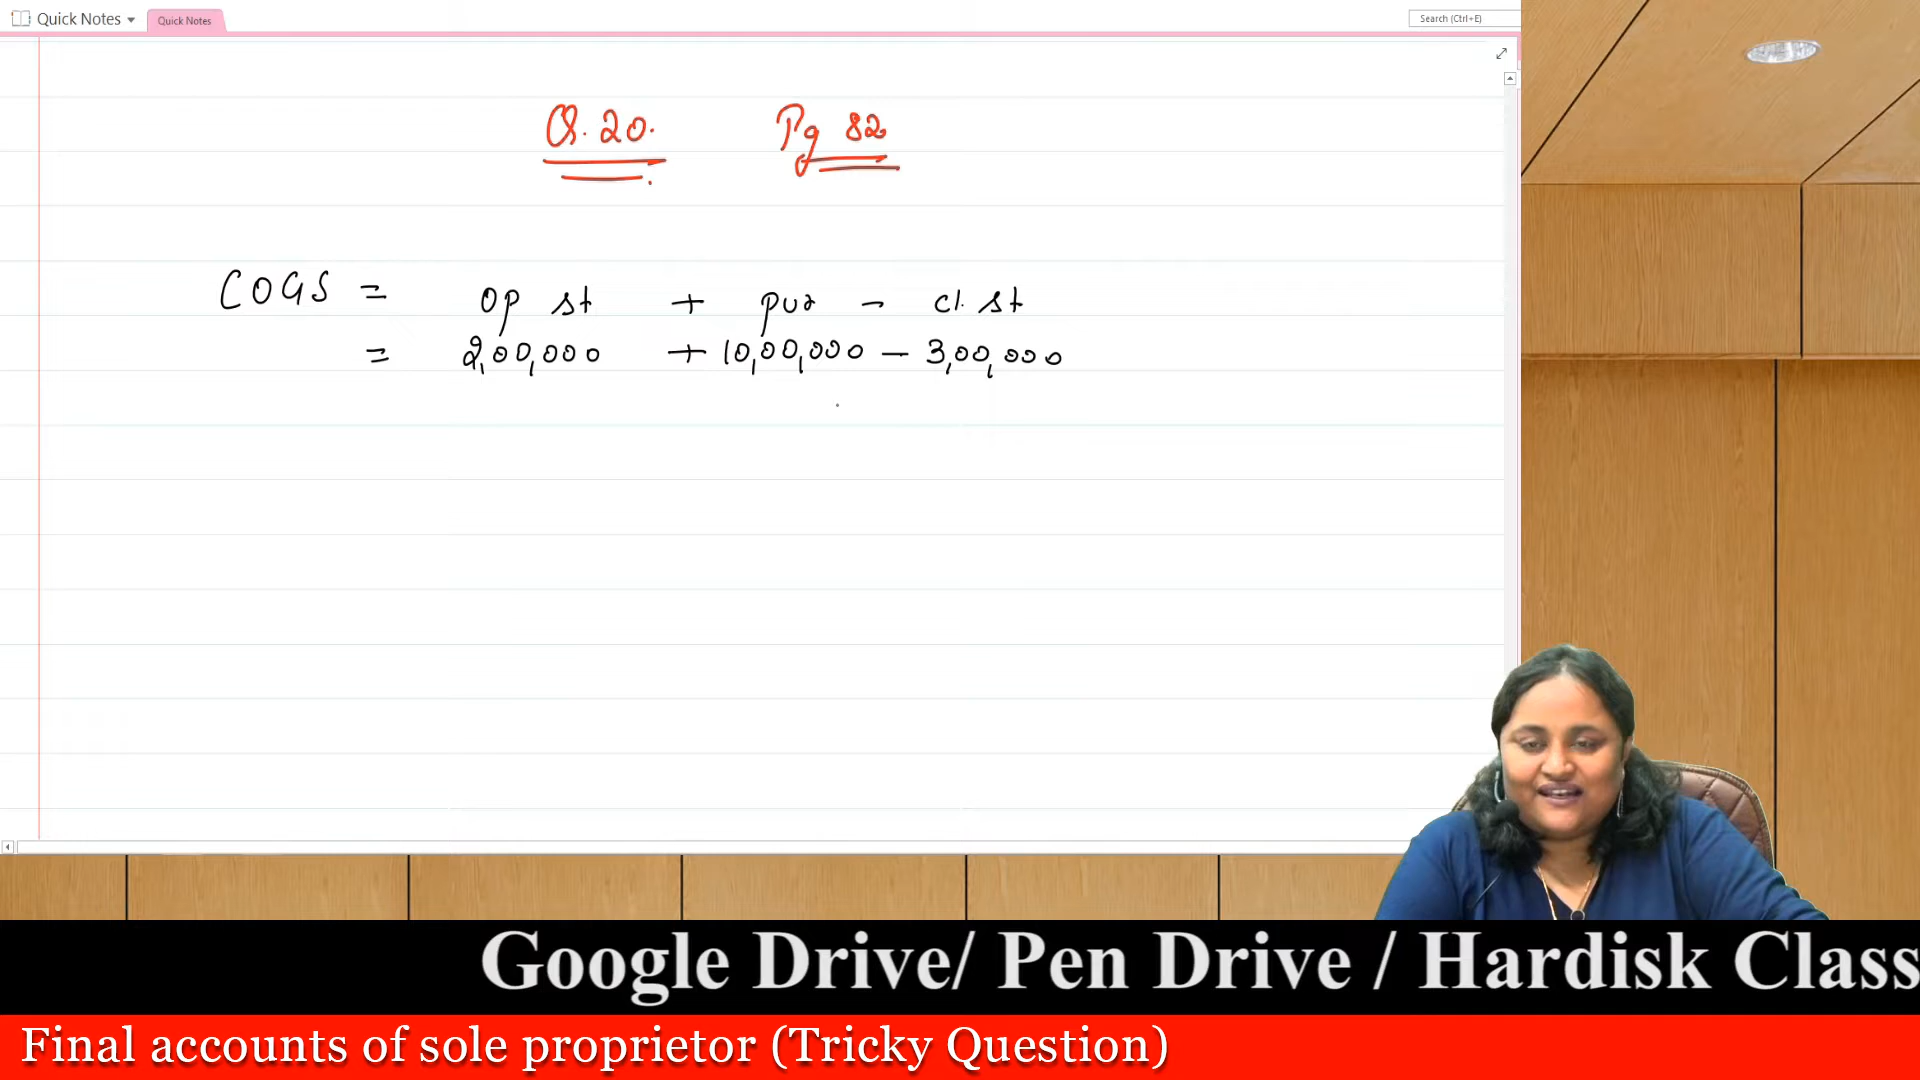 Quick Notes
Quick Notes
Search (Ctrl+E)
Q. 20. Pg 82
COGS = Op st + pur - cl. st
= 2,00,000 + 10,00,000 - 3,00,000
Google Drive/ Pen Drive / Hardisk Class
Final accounts of sole proprietor (Tricky Question)